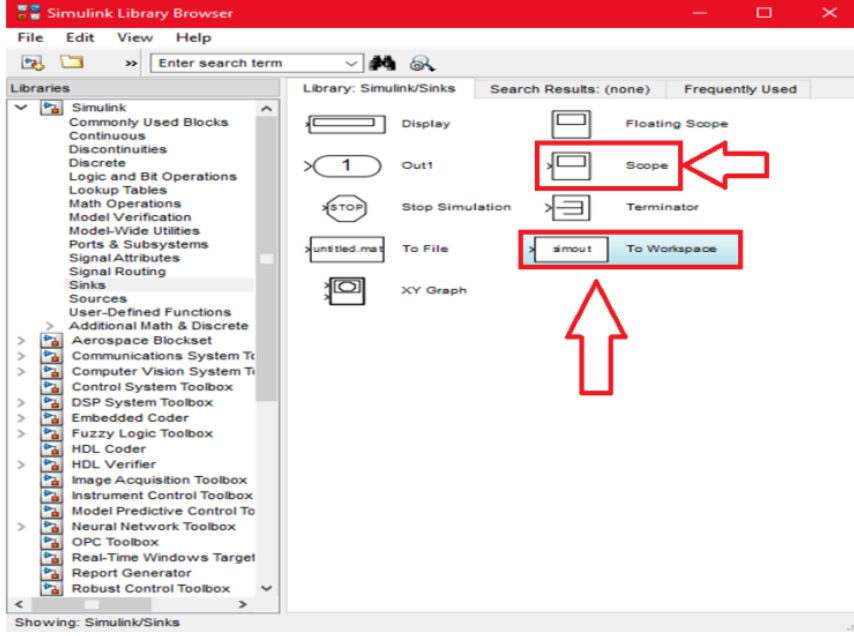 Simulink Library Browser
File Edit View Help
» Enter search term
Libraries
Library: Simulink/Sinks Search Results: (none) Frequently Used
Simulink
Commonly Used Blocks
Continuous
Discontinuities
Discrete
Logic and Bit Operations
Lookup Tables
Math Operations
Model Verification
Model-Wide Utilities
Ports & Subsystems
Signal Attributes
Signal Routing
Sinks
Sources
User-Defined Functions
Additional Math & Discrete
Aerospace Blockset
Communications System To
Computer Vision System T
Control System Toolbox
DSP System Toolbox
Embedded Coder
Fuzzy Logic Toolbox
HDL Coder
HDL Verifier
Image Acquisition Toolbox
Instrument Control Toolbox
Model Predictive Control To
Neural Network Toolbox
OPC Toolbox
Real-Time Windows Target
Report Generator
Robust Control Toolbox
Display
Floating Scope
1 Out1
Scope
STOP Stop Simulation
Terminator
untitled.mat To File
simout To Workspace
XY Graph
Showing: Simulink/Sinks